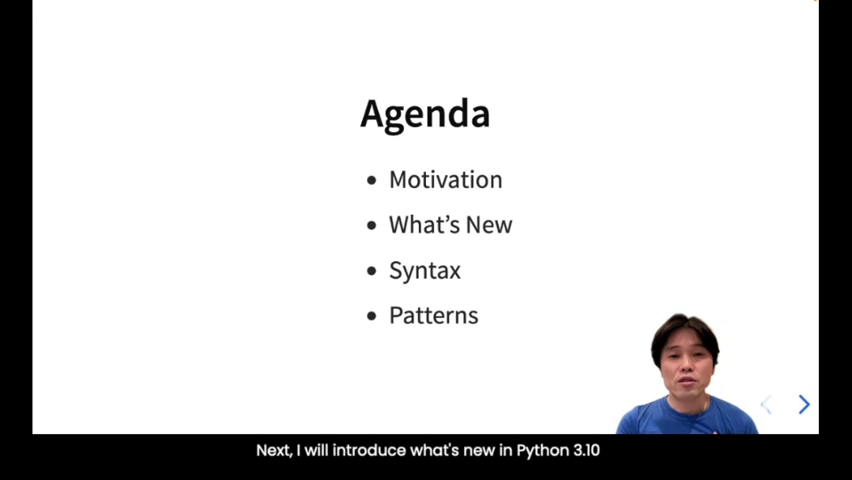 Agenda
Motivation
What's New
Syntax
Patterns
Next, I will introduce what's new in Python 3.10